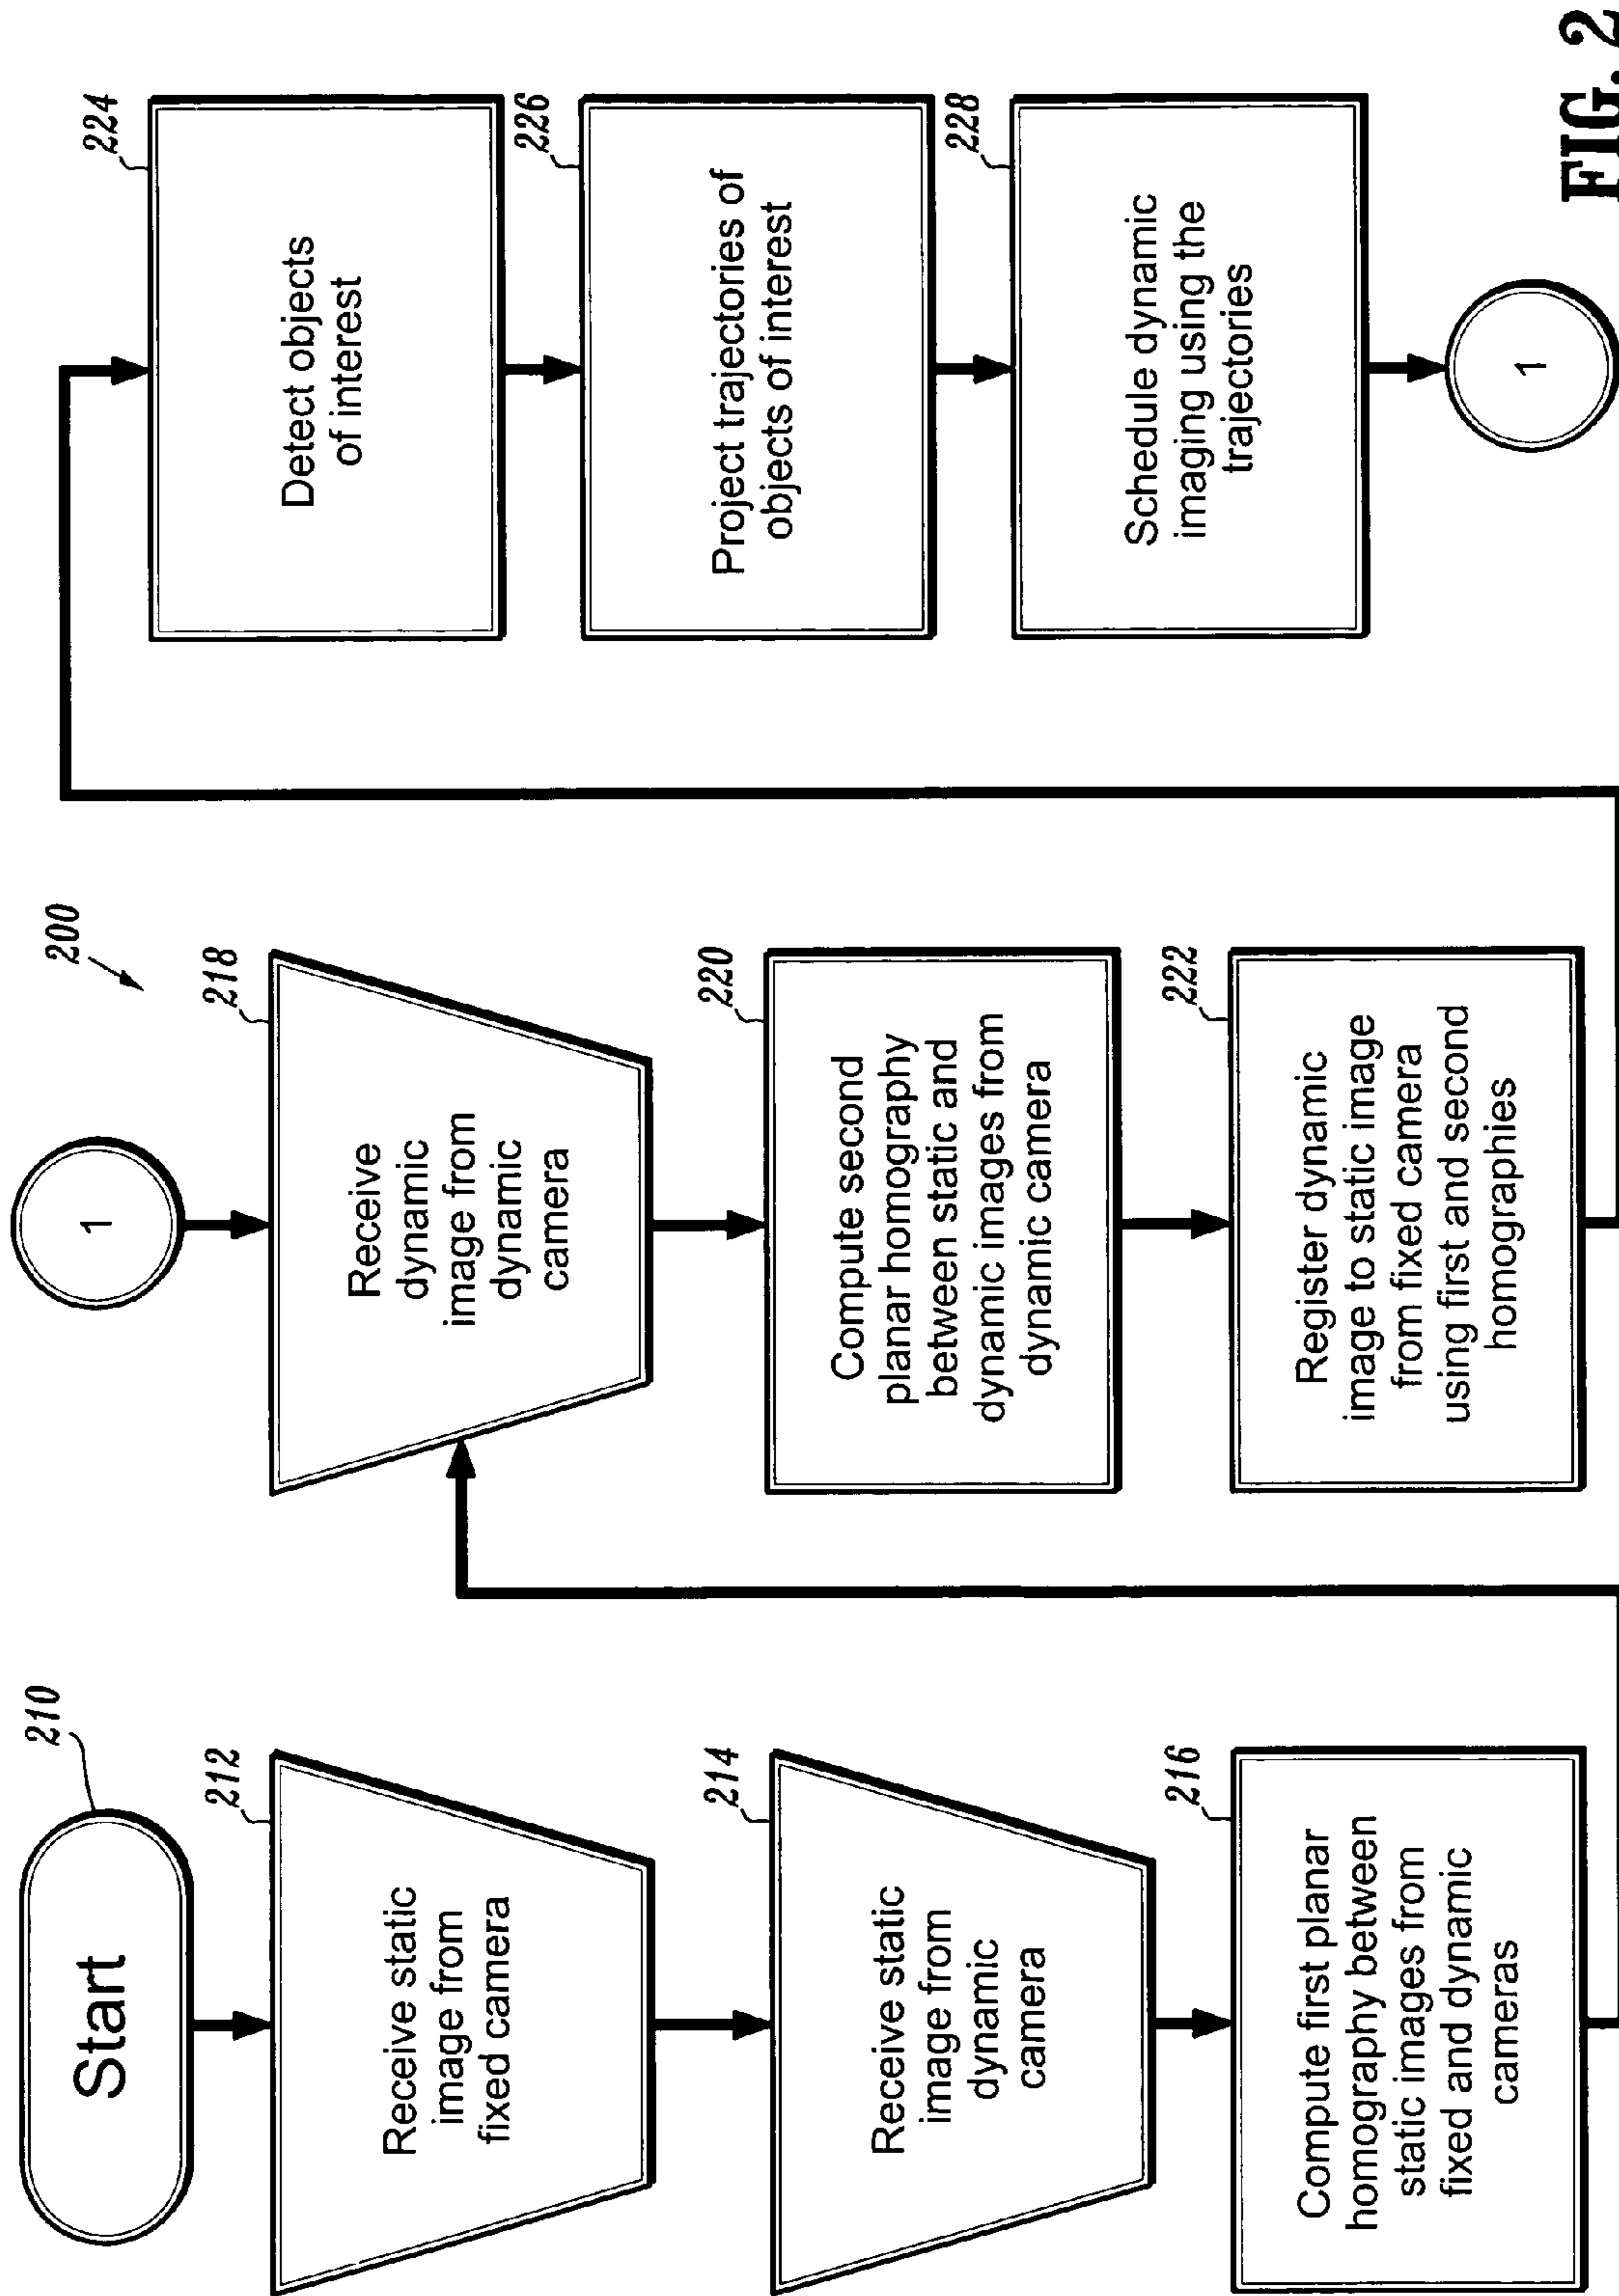 200
Start
210
Receive static
image from
fixed camera
212
Receive static
image from
dynamic
camera
214
Compute first planar
homography between
static images from
fixed and dynamic
cameras
216
1
Receive
dynamic
image from
dynamic
camera
218
Compute second
planar homography
between static and
dynamic images from
dynamic camera
220
Register dynamic
image to static image
from fixed camera
using first and second
homographies
222
Detect objects
of interest
224
Project trajectories of
objects of interest
226
Schedule dynamic
imaging using the
trajectories
228
1
FIG. 2